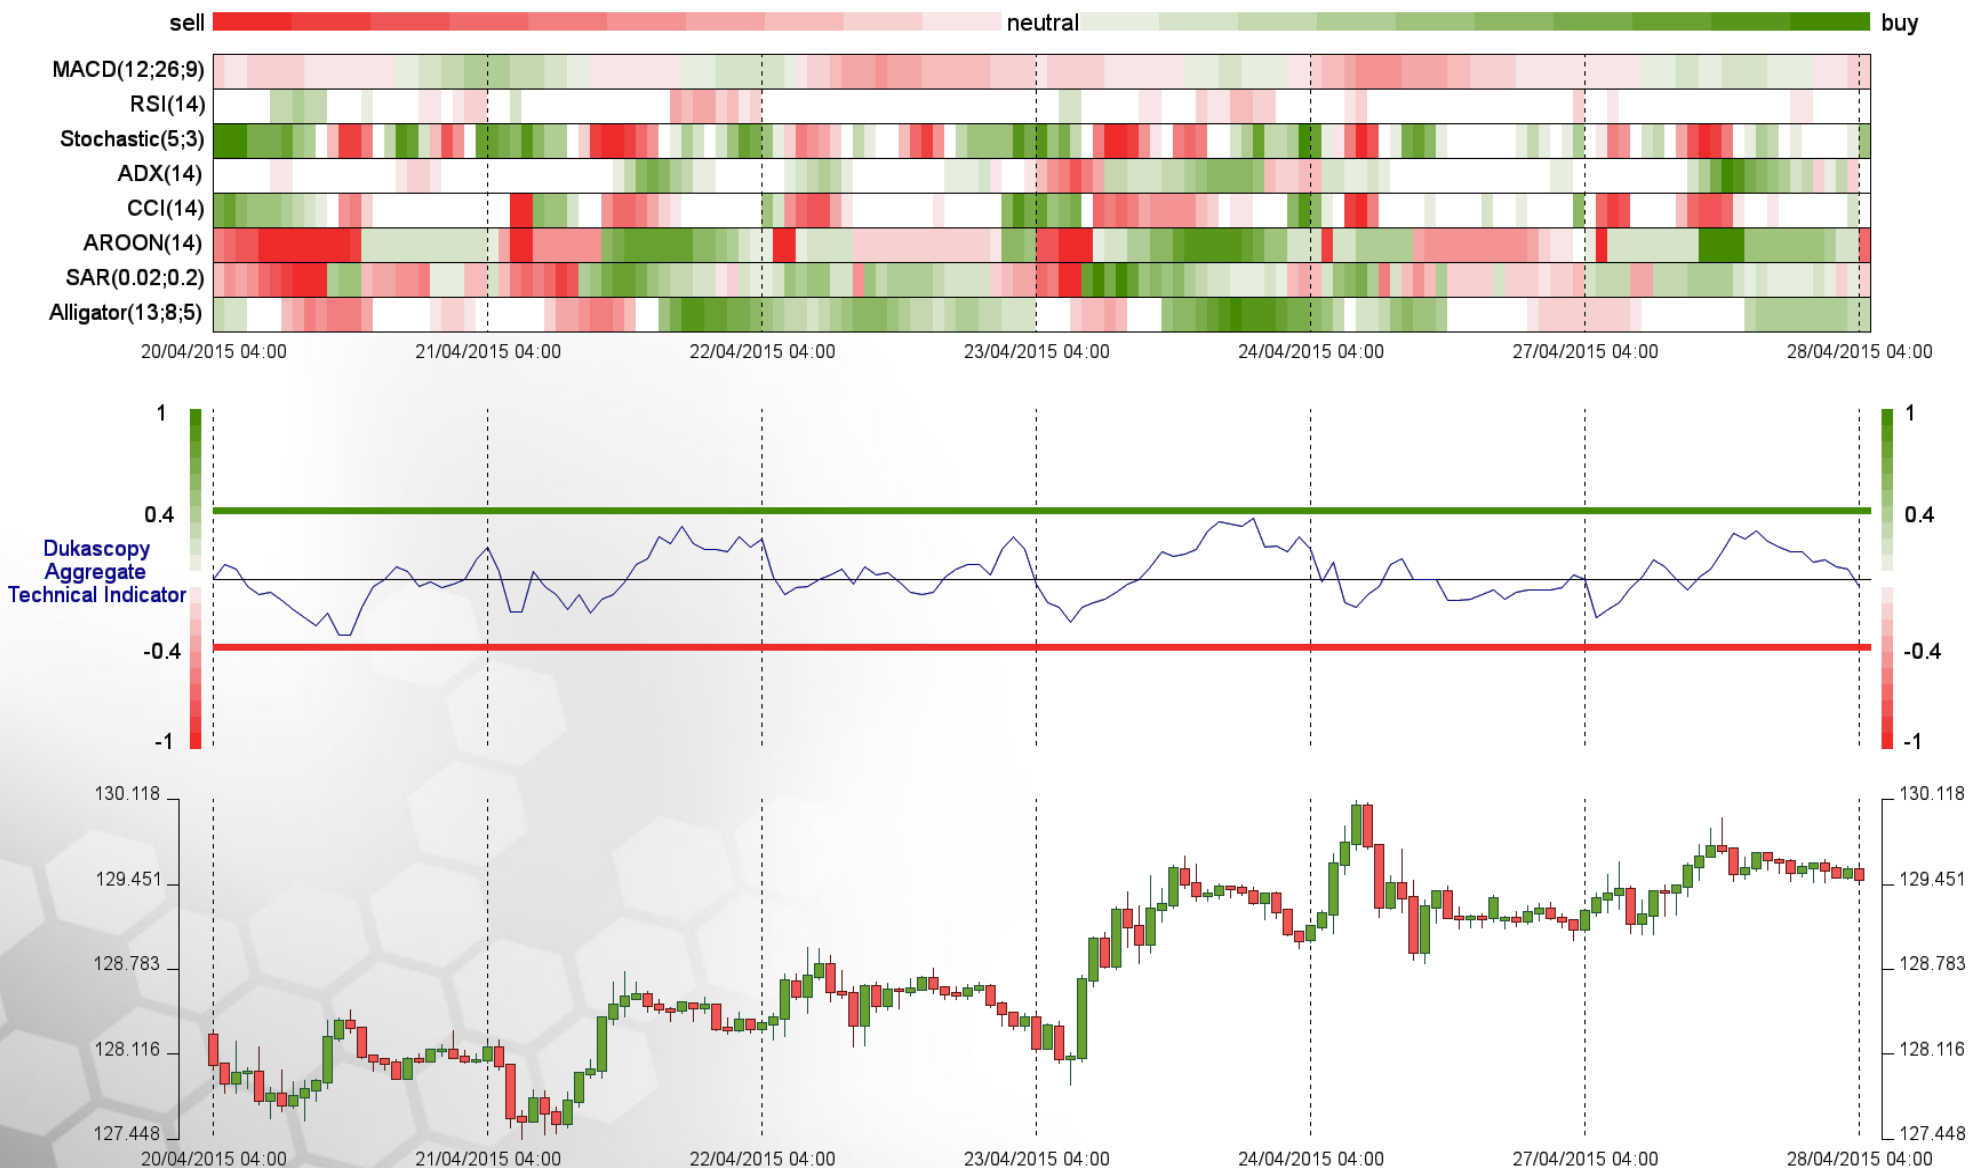 sell neutral buy
MACD(12;26;9)
RSI(14)
Stochastic(5;3)
ADX(14)
CCI(14)
AROON(14)
SAR(0.02;0.2)
Alligator(13;8;5)
20/04/2015 04:00 21/04/2015 04:00 22/04/2015 04:00 23/04/2015 04:00 24/04/2015 04:00 27/04/2015 04:00 28/04/2015 04:00
1 1
0.4 0.4
Dukascopy
Aggregate
Technical Indicator
-0.4 -0.4
-1 -1
130.118 130.118
129.451 129.451
128.783 128.783
128.116 128.116
127.448 127.448
20/04/2015 04:00 21/04/2015 04:00 22/04/2015 04:00 23/04/2015 04:00 24/04/2015 04:00 27/04/2015 04:00 28/04/2015 04:00